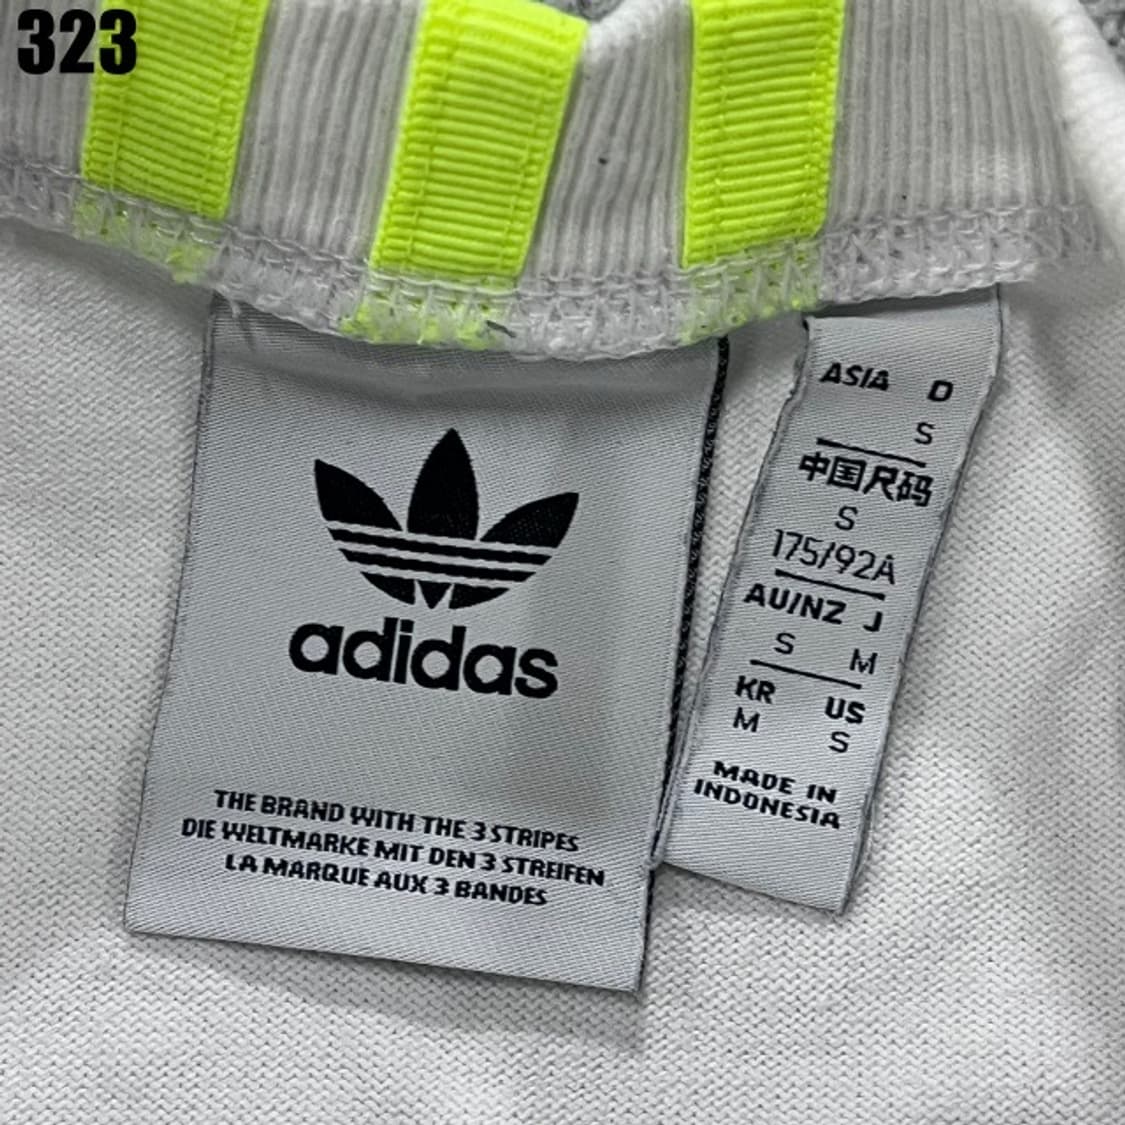 323
adidas
THE BRAND WITH THE 3 STRIPES
DIE WELTMARKE MIT DEN 3 STREIFEN
LA MARQUE AUX 3 BANDES
ASIA D
S
中国尺码
S
175/92A
AU/NZ J
S M
KR US
M S
MADE IN
INDONESIA